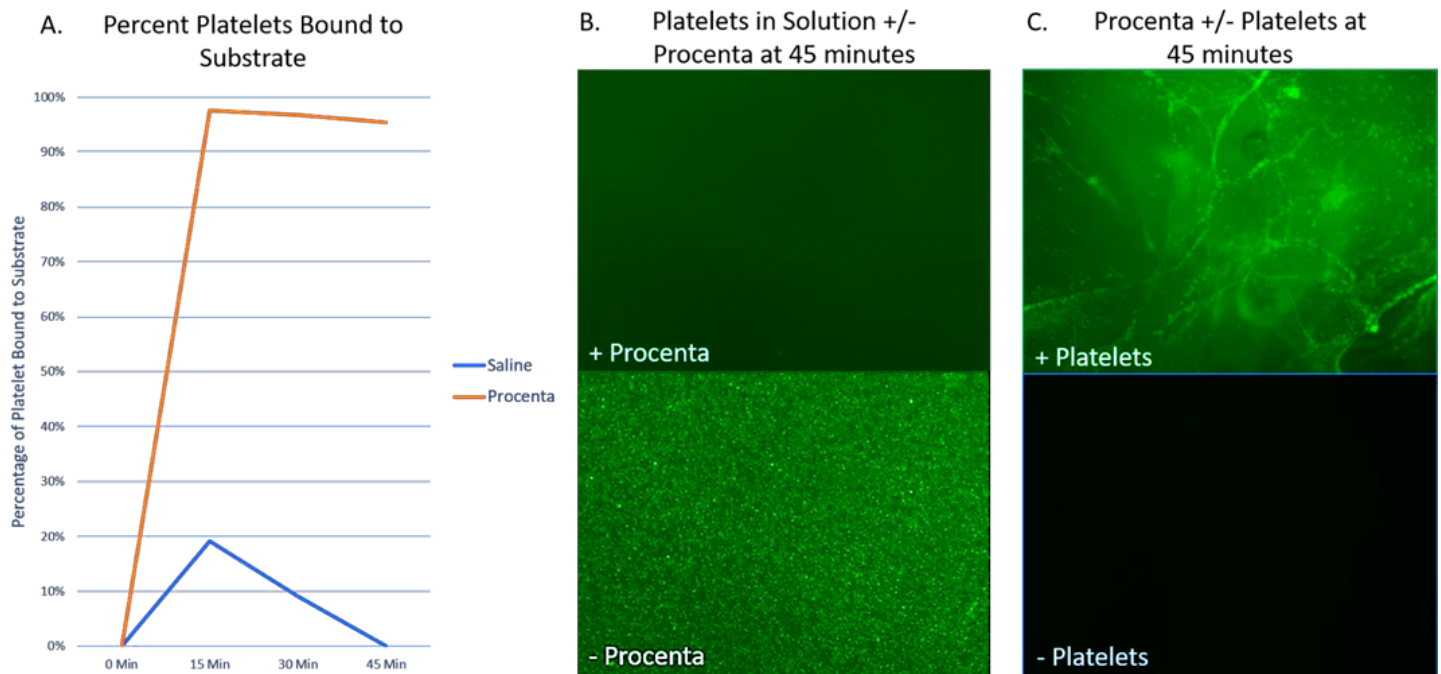 A. Percent Platelets Bound to
Substrate
Percentage of Platelet Bound to Substrate
100%
90%
80%
70%
60%
50%
40%
30%
20%
10%
0%
0 Min 15 Min 30 Min 45 Min
Saline
Procenta
B. Platelets in Solution +/-
Procenta at 45 minutes
+ Procenta
- Procenta
C. Procenta +/- Platelets at
45 minutes
+ Platelets
- Platelets